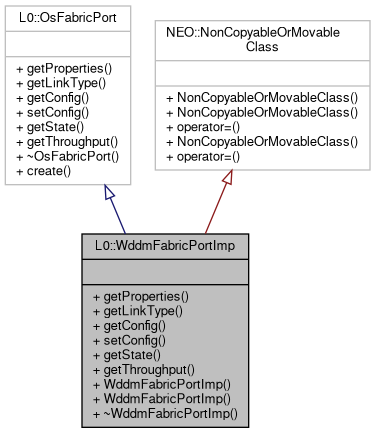 L0::OsFabricPort
+ getProperties()
+ getLinkType()
+ getConfig()
+ setConfig()
+ getState()
+ getThroughput()
+ ~OsFabricPort()
+ create()
NEO::NonCopyableOrMovable
Class
+ NonCopyableOrMovableClass()
+ NonCopyableOrMovableClass()
+ operator=()
+ NonCopyableOrMovableClass()
+ operator=()
L0::WddmFabricPortImp
+ getProperties()
+ getLinkType()
+ getConfig()
+ setConfig()
+ getState()
+ getThroughput()
+ WddmFabricPortImp()
+ WddmFabricPortImp()
+ ~WddmFabricPortImp()